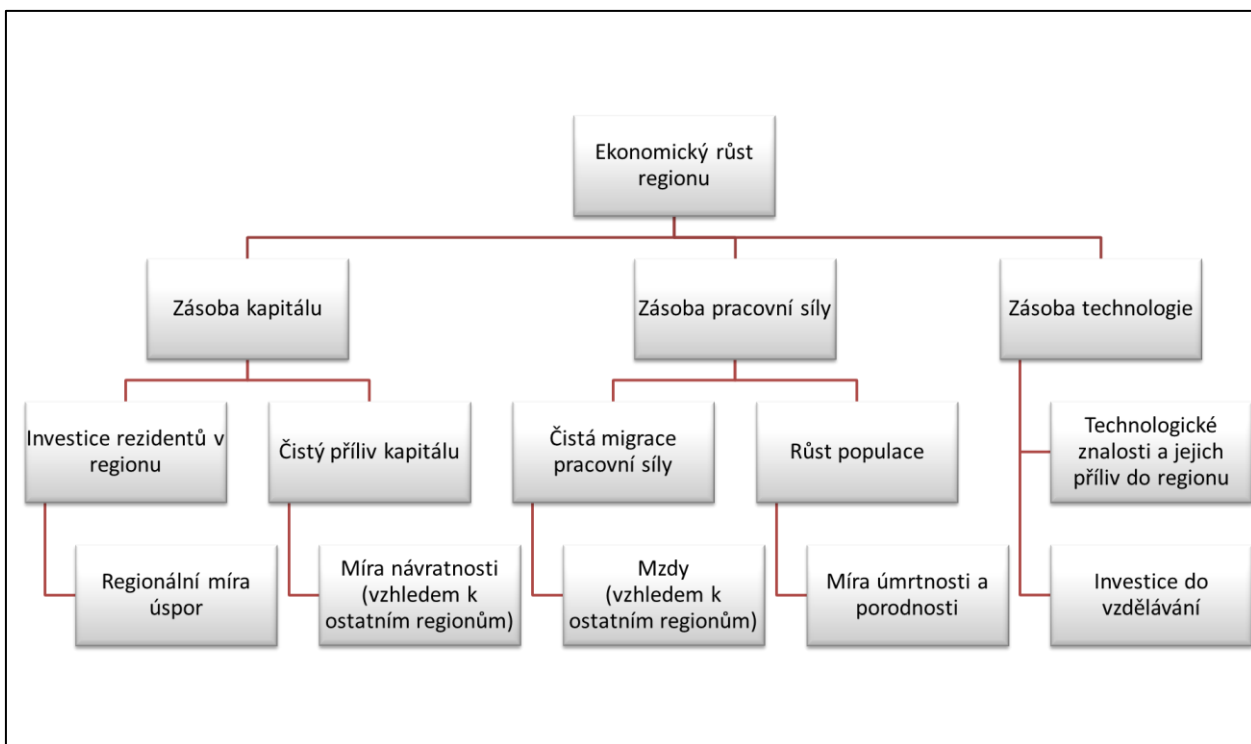 Ekonomický růst
regionu
Zásoba kapitálu
Zásoba pracovní síly
Zásoba technologie
Investice rezidentů v
regionu
Čistý příliv kapitálu
Čistá migrace
pracovní síly
Růst populace
Technologické
znalosti a jejich
příliv do regionu
Regionální míra
úspor
Míra návratnosti
(vzhledem k
ostatním regionům)
Mzdy
(vzhledem k
ostatním regionům)
Míra úmrtnosti a
porodnosti
Investice do
vzdělávání